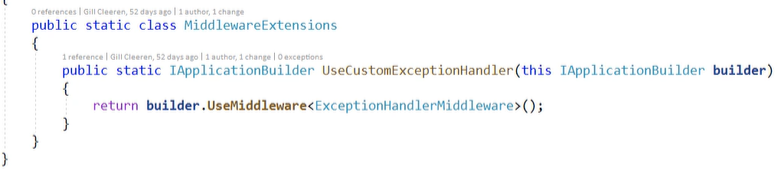 0 references | Gill Cleeren, 52 days ago | 1 author, 1 change
public static class MiddlewareExtensions
{
1 reference | Gill Cleeren, 52 days ago | 1 author, 1 change | 0 exceptions
public static IApplicationBuilder UseCustomExceptionHandler(this IApplicationBuilder builder)
{
return builder.UseMiddleware<ExceptionHandlerMiddleware>();
}
}
}